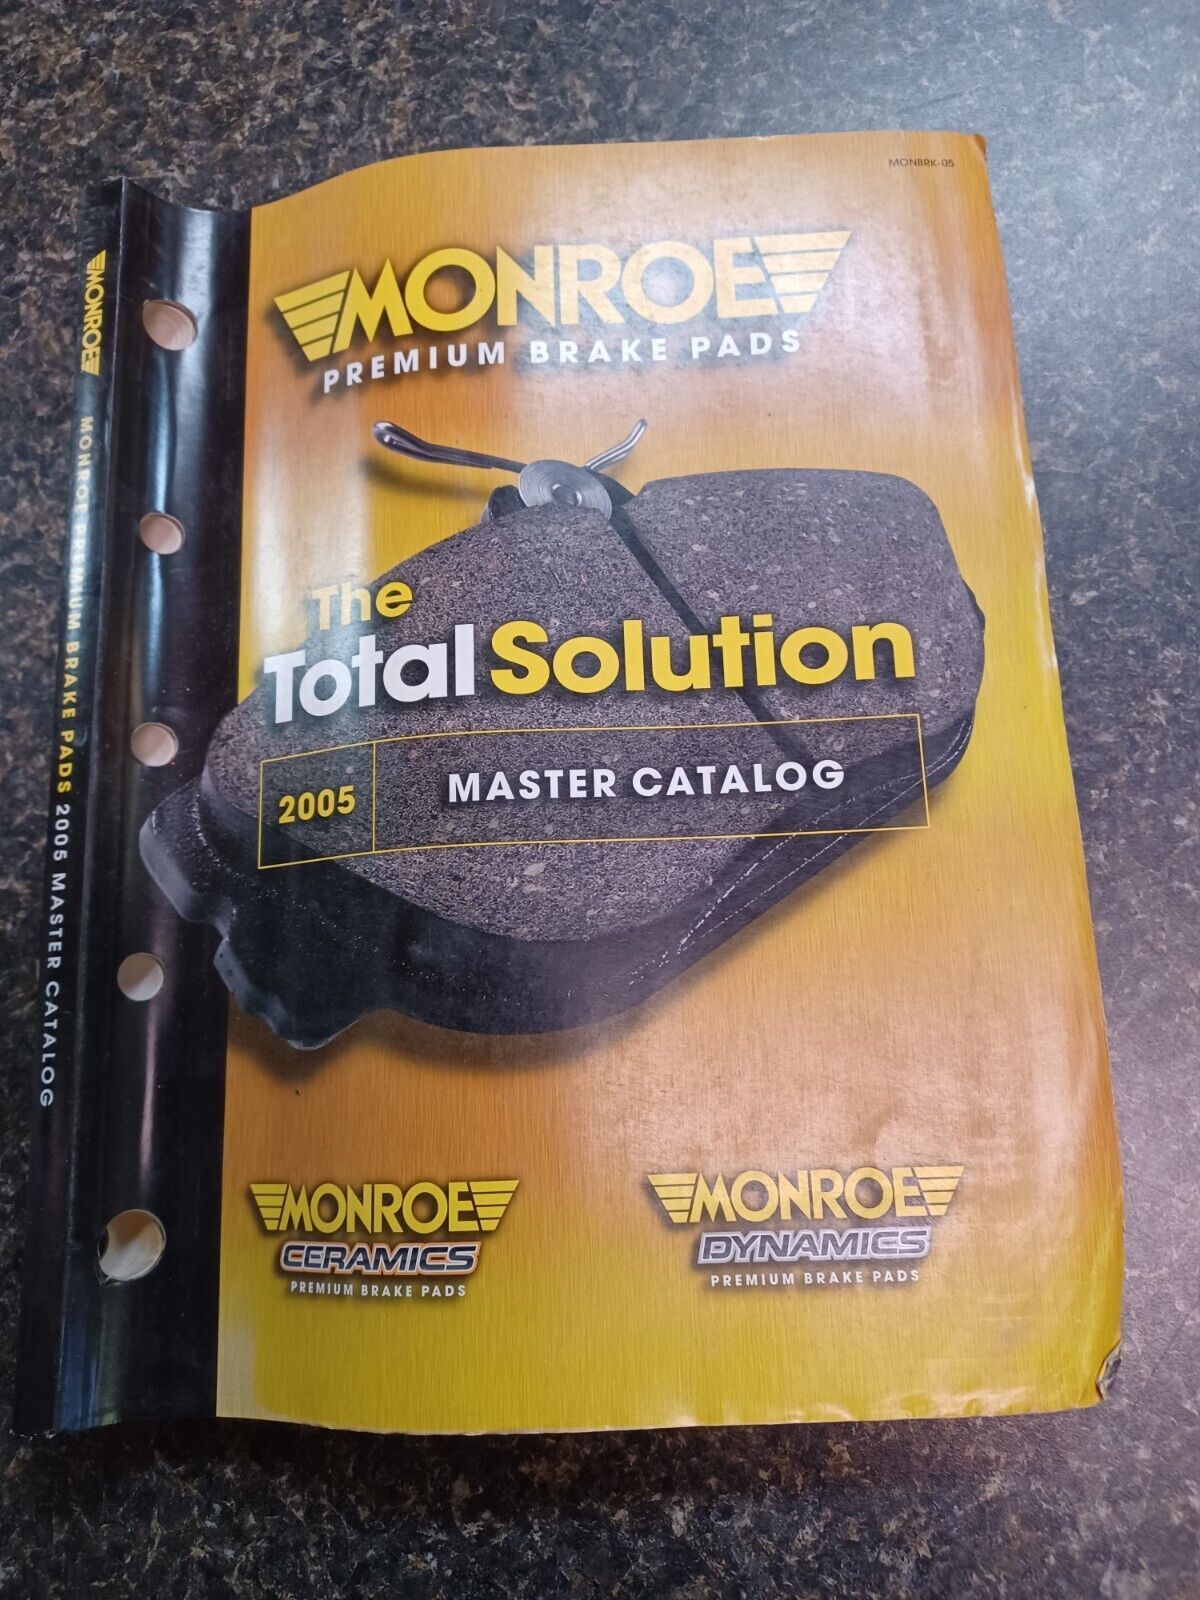 MONBRK-05
MONROE
PREMIUM BRAKE PADS
The
Total Solution
2005 MASTER CATALOG
MONROE
CERAMICS
PREMIUM BRAKE PADS
MONROE
DYNAMICS
PREMIUM BRAKE PADS
MONROE MONROE PREMIUM BRAKE PADS 2005 MASTER CATALOG